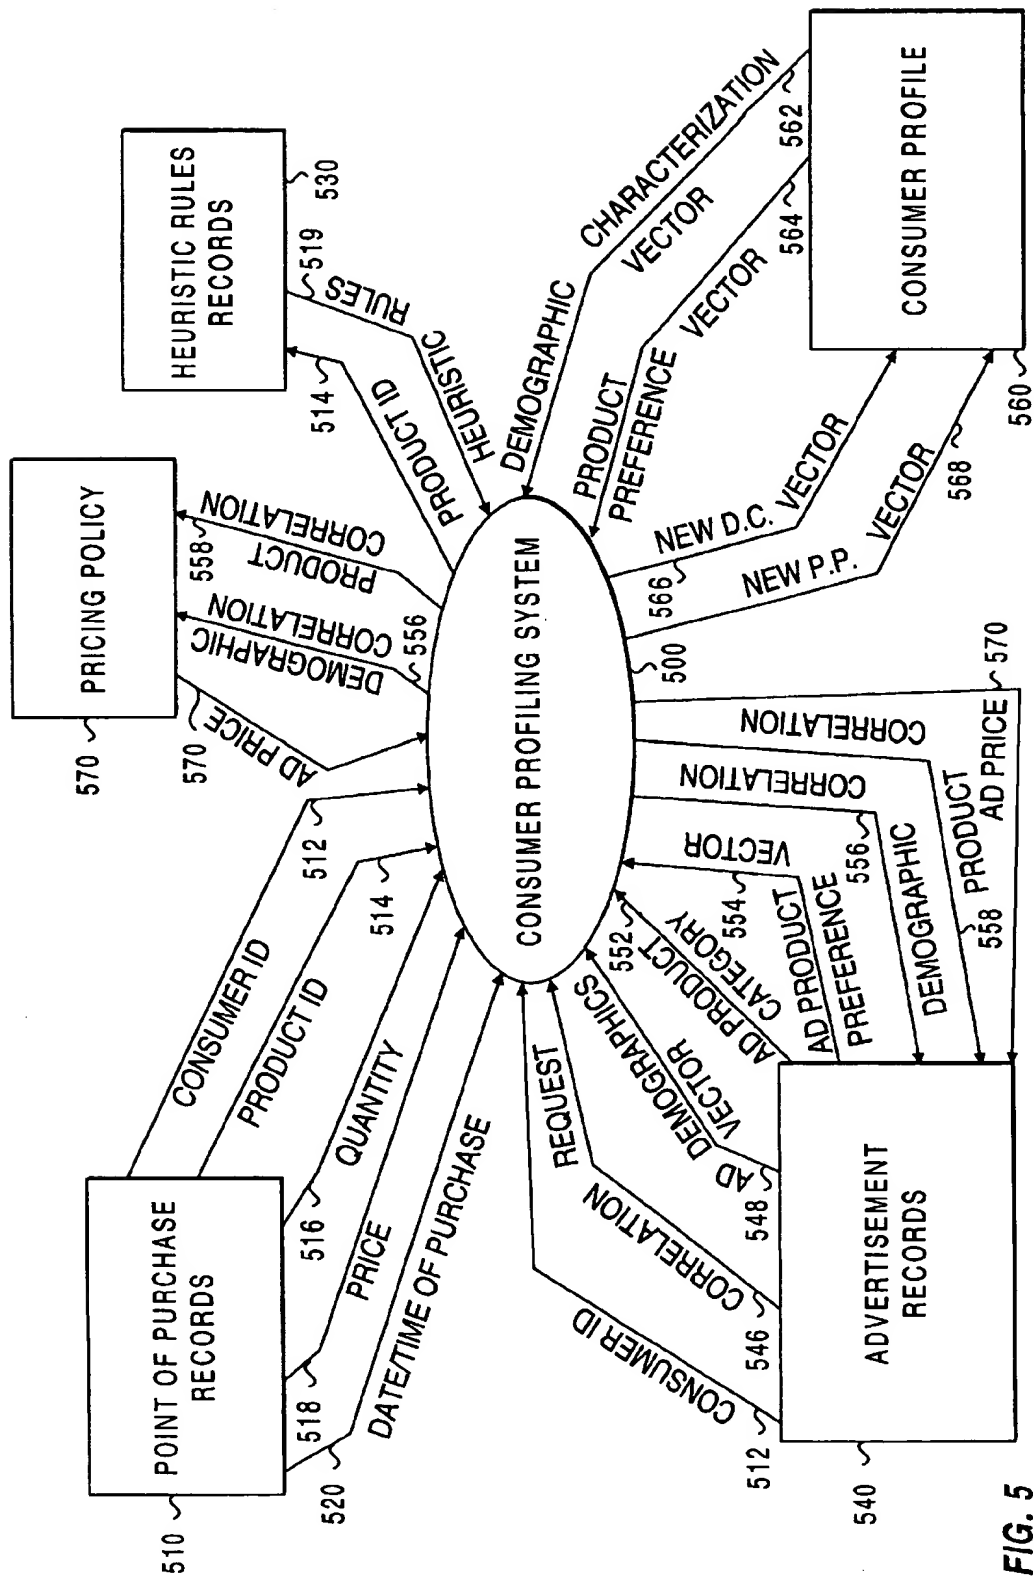 POINT OF PURCHASE
RECORDS
510
CONSUMER ID
512
PRODUCT ID
514
QUANTITY
516
PRICE
518
DATE/TIME OF PURCHASE
520
PRICING POLICY
570
AD PRICE
570
DEMOGRAPHIC
CORRELATION
556
PRODUCT
CORRELATION
558
HEURISTIC RULES
RECORDS
530
PRODUCT ID
514
HEURISTIC
RULES
519
CONSUMER PROFILING SYSTEM
500
DEMOGRAPHIC
CHARACTERIZATION
VECTOR
562
PRODUCT
PREFERENCE
VECTOR
564
NEW D.C.
VECTOR
566
NEW P.P.
VECTOR
568
CONSUMER PROFILE
560
CONSUMER ID
512
CORRELATION
REQUEST
546
AD DEMOGRAPHICS
VECTOR
548
AD PRODUCT
CATEGORY
552
AD PRODUCT
PREFERENCE
VECTOR
554
DEMOGRAPHIC
CORRELATION
556
PRODUCT
CORRELATION
558
AD PRICE
570
ADVERTISEMENT
RECORDS
540
FIG. 5